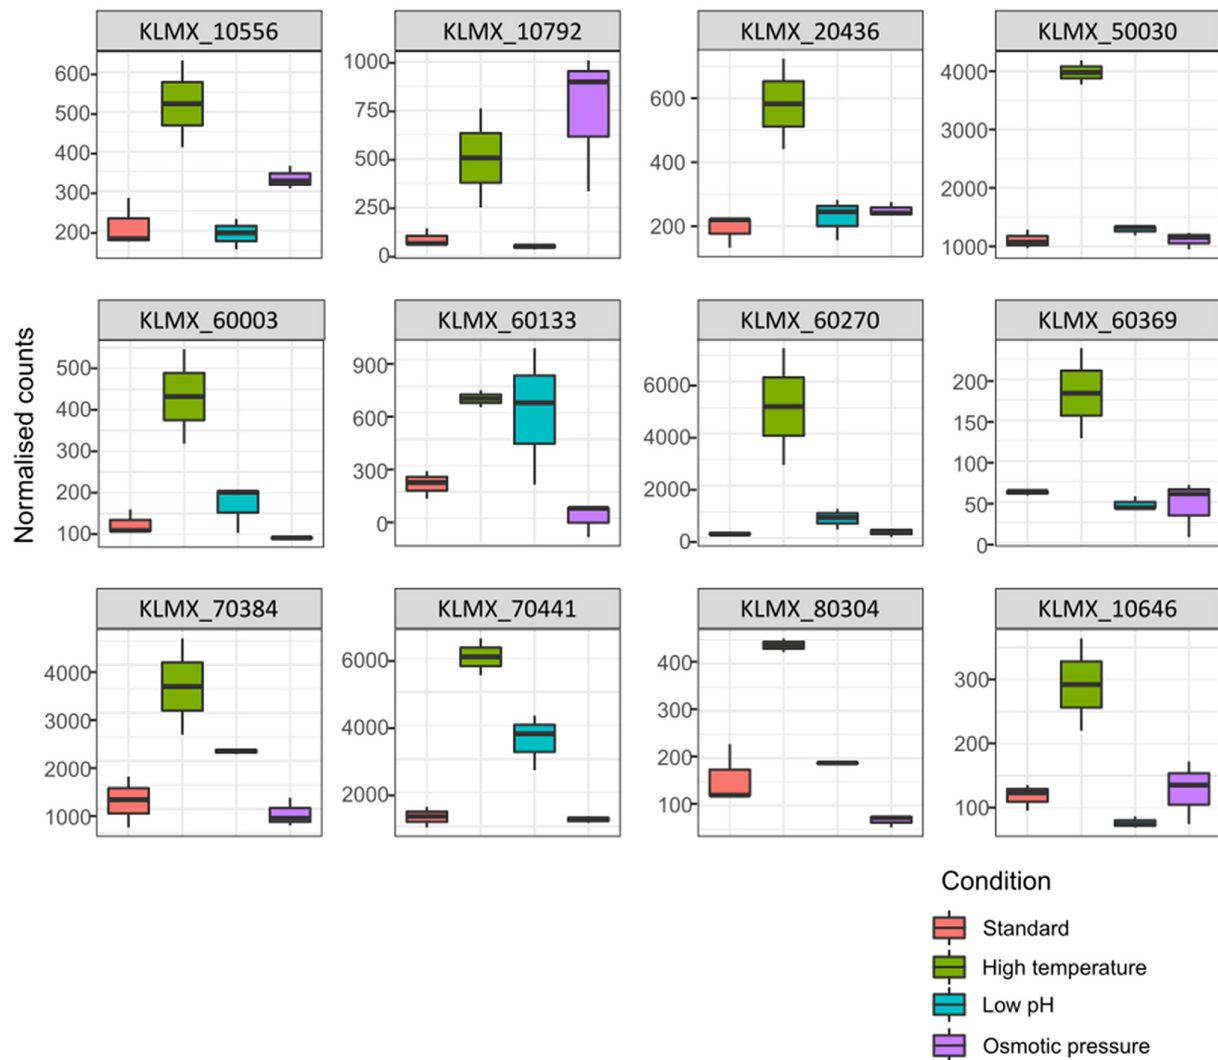 KLMX_10556 KLMX_10792 KLMX_20436 KLMX_50030
600 500 400 300 200
1000 750 500 250 0
600 400 200
4000 3000 2000 1000
Normalised counts
KLMX_60003 KLMX_60133 KLMX_60270 KLMX_60369
500 400 300 200 100
900 600 300 0
6000 4000 2000 0
200 150 100 50 0
KLMX_70384 KLMX_70441 KLMX_80304 KLMX_10646
4000 3000 2000 1000
6000 4000 2000
400 300 200 100
300 200 100
Condition
Standard
High temperature
Low pH
Osmotic pressure